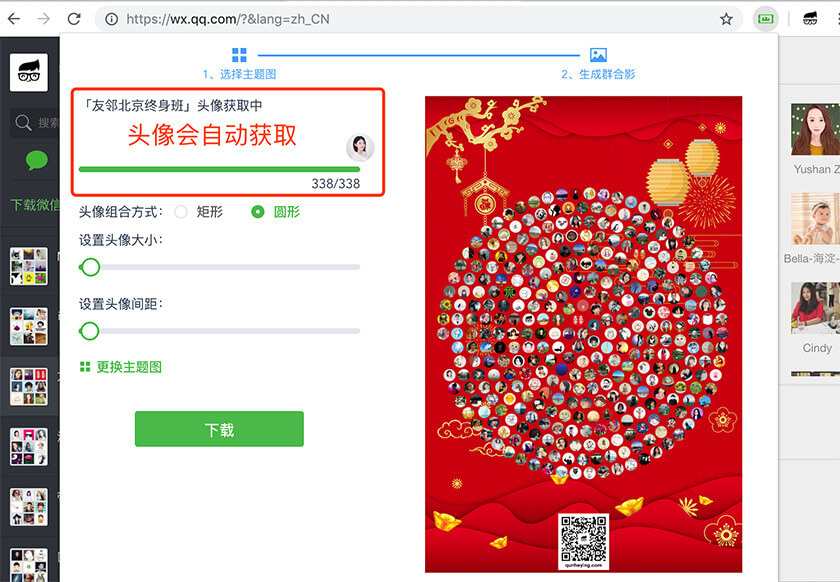 https://wx.qq.com/?&lang=zh_CN
1、选择主题图
2、生成群合影
「友邻北京终身班」头像获取中
头像会自动获取
338/338
搜索
下载微信
头像组合方式： 矩形 圆形
设置头像大小：
设置头像间距：
更换主题图
下载
Yushan Z
Bella-海淀-
Cindy
qunheying.com